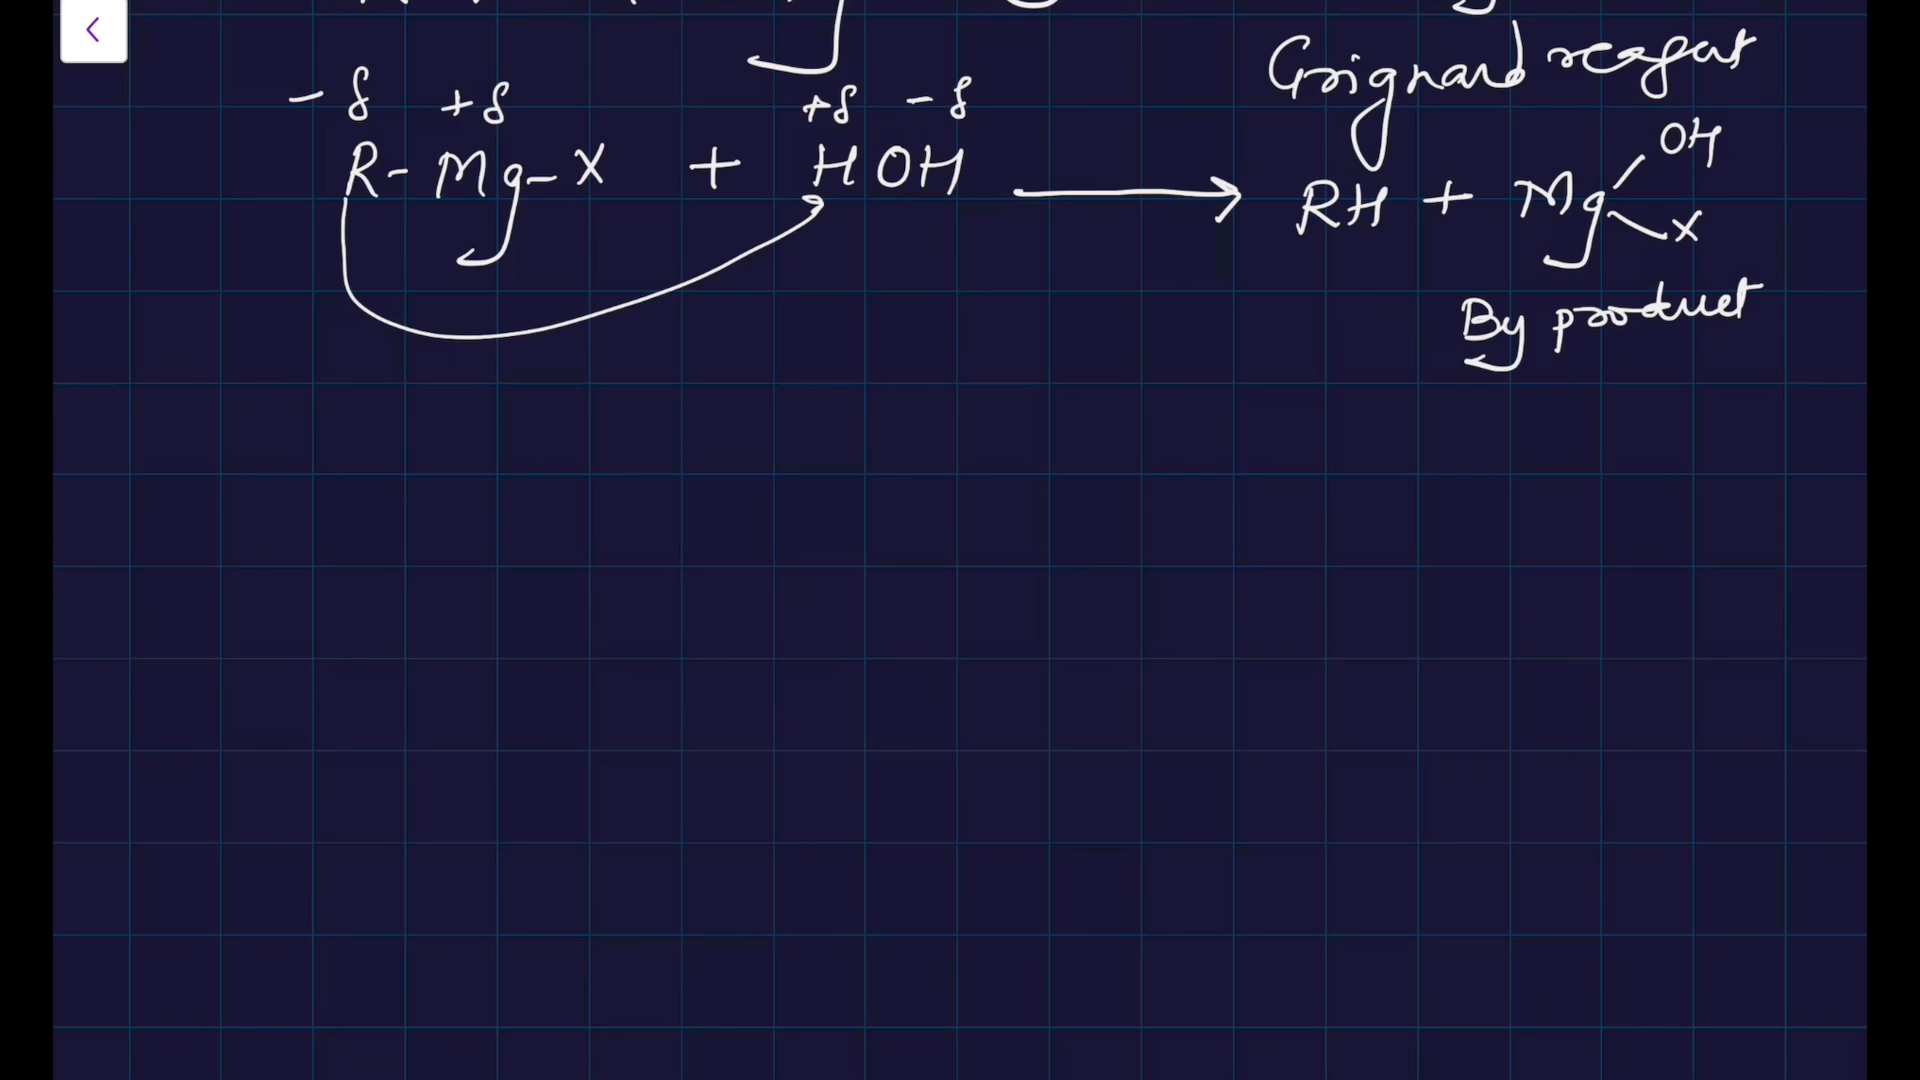 Grignard reagent
-δ +δ +δ -δ
R-Mg-X + HOH ⟶ RH + Mg
OH
X
By product